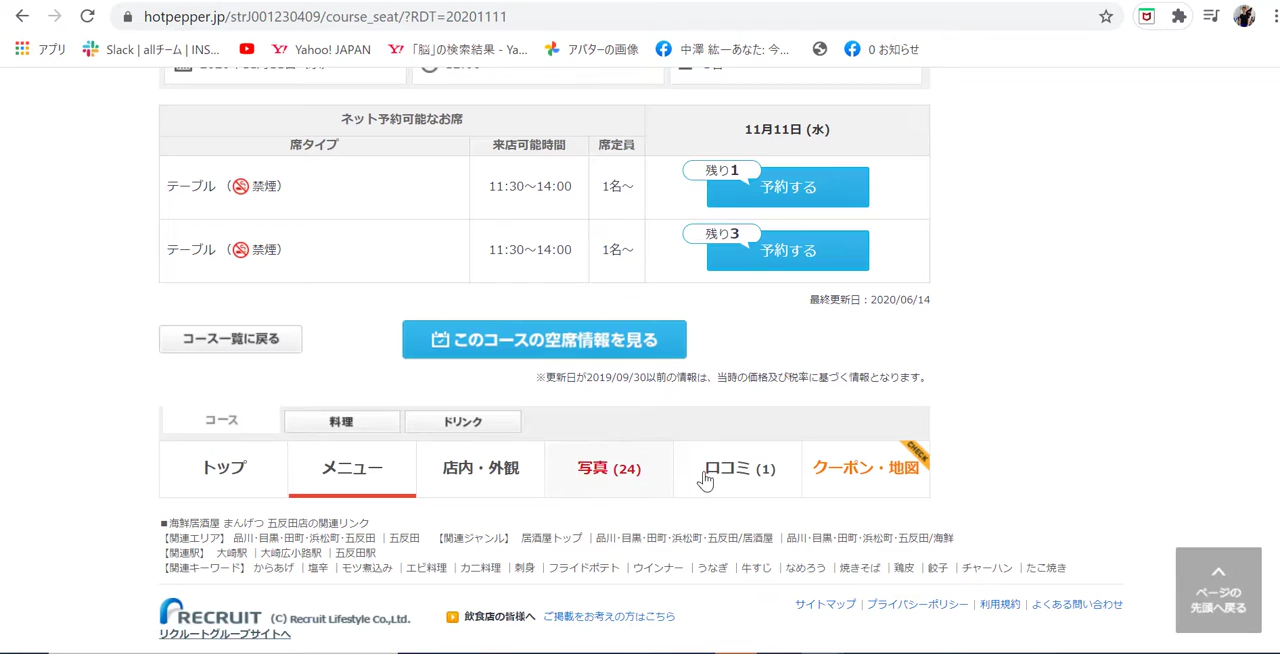 hotpepper.jp/strJ001230409/course_seat/?RDT=20201111
アプリ Slack | allチーム | INS... Yahoo! JAPAN 「脳」の検索結果 - Ya... アバターの画像 中澤 紘一あなた: 今... 0 お知らせ
ネット予約可能なお席 11月11日 (水)
席タイプ 来店可能時間 席定員
残り1
テーブル （禁煙） 11:30～14:00 1名～ 予約する
残り3
テーブル （禁煙） 11:30～14:00 1名～ 予約する
最終更新日：2020/06/14
コース一覧に戻る このコースの空席情報を見る
※更新日が2019/09/30以前の情報は、当時の価格及び税率に基づく情報となります。
コース 料理 ドリンク
CHECK
トップ メニュー 店内・外観 写真 (24) 口コミ (1) クーポン・地図
■海鮮居酒屋 まんげつ 五反田店の関連リンク
【関連エリア】 品川･目黒･田町･浜松町･五反田 ｜五反田 【関連ジャンル】 居酒屋トップ ｜品川･目黒･田町･浜松町･五反田/居酒屋 ｜品川･目黒･田町･浜松町･五反田/海鮮
【関連駅】 大崎駅 ｜大崎広小路駅 ｜五反田駅
【関連キーワード】 からあげ ｜塩辛 ｜モツ煮込み ｜エビ料理 ｜カニ料理 ｜刺身 ｜フライドポテト ｜ウインナー ｜うなぎ ｜牛すじ ｜なめろう ｜焼きそば ｜鶏皮 ｜餃子 ｜チャーハン ｜たこ焼き
ページの
先頭へ戻る
サイトマップ ｜プライバシーポリシー ｜利用規約 ｜よくある問い合わせ
RECRUIT (C) Recruit Lifestyle Co.,Ltd. 飲食店の皆様へ ご掲載をお考えの方はこちら
リクルートグループサイトへ